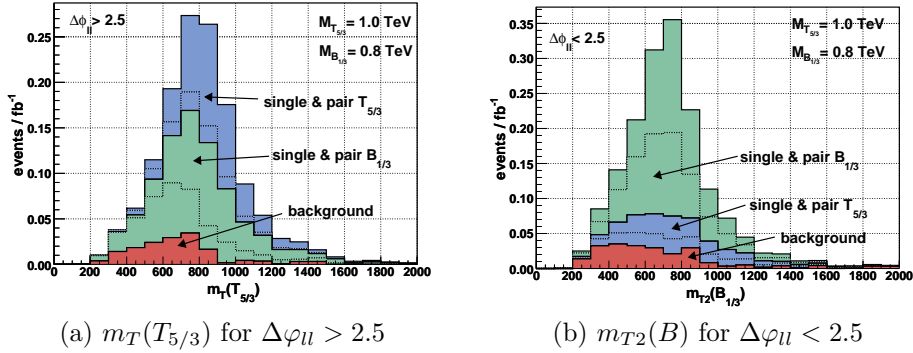 Δϕ_ll > 2.5
M_T_5/3 = 1.0 TeV
M_B_1/3 = 0.8 TeV
single & pair T_5/3
single & pair B_1/3
background
events / fb⁻¹
0.25
0.20
0.15
0.10
0.05
0.00
0 200 400 600 800 1000 1200 1400 1600 1800 2000
m_T(T_5/3)
(a) m_T(T_5/3) for Δφ_ll > 2.5
Δϕ_ll < 2.5
M_T_5/3 = 1.0 TeV
M_B_1/3 = 0.8 TeV
single & pair B_1/3
single & pair T_5/3
background
events / fb⁻¹
0.35
0.30
0.25
0.20
0.15
0.10
0.05
0.00
0 200 400 600 800 1000 1200 1400 1600 1800 2000
m_T2(B_1/3)
(b) m_T2(B) for Δφ_ll < 2.5